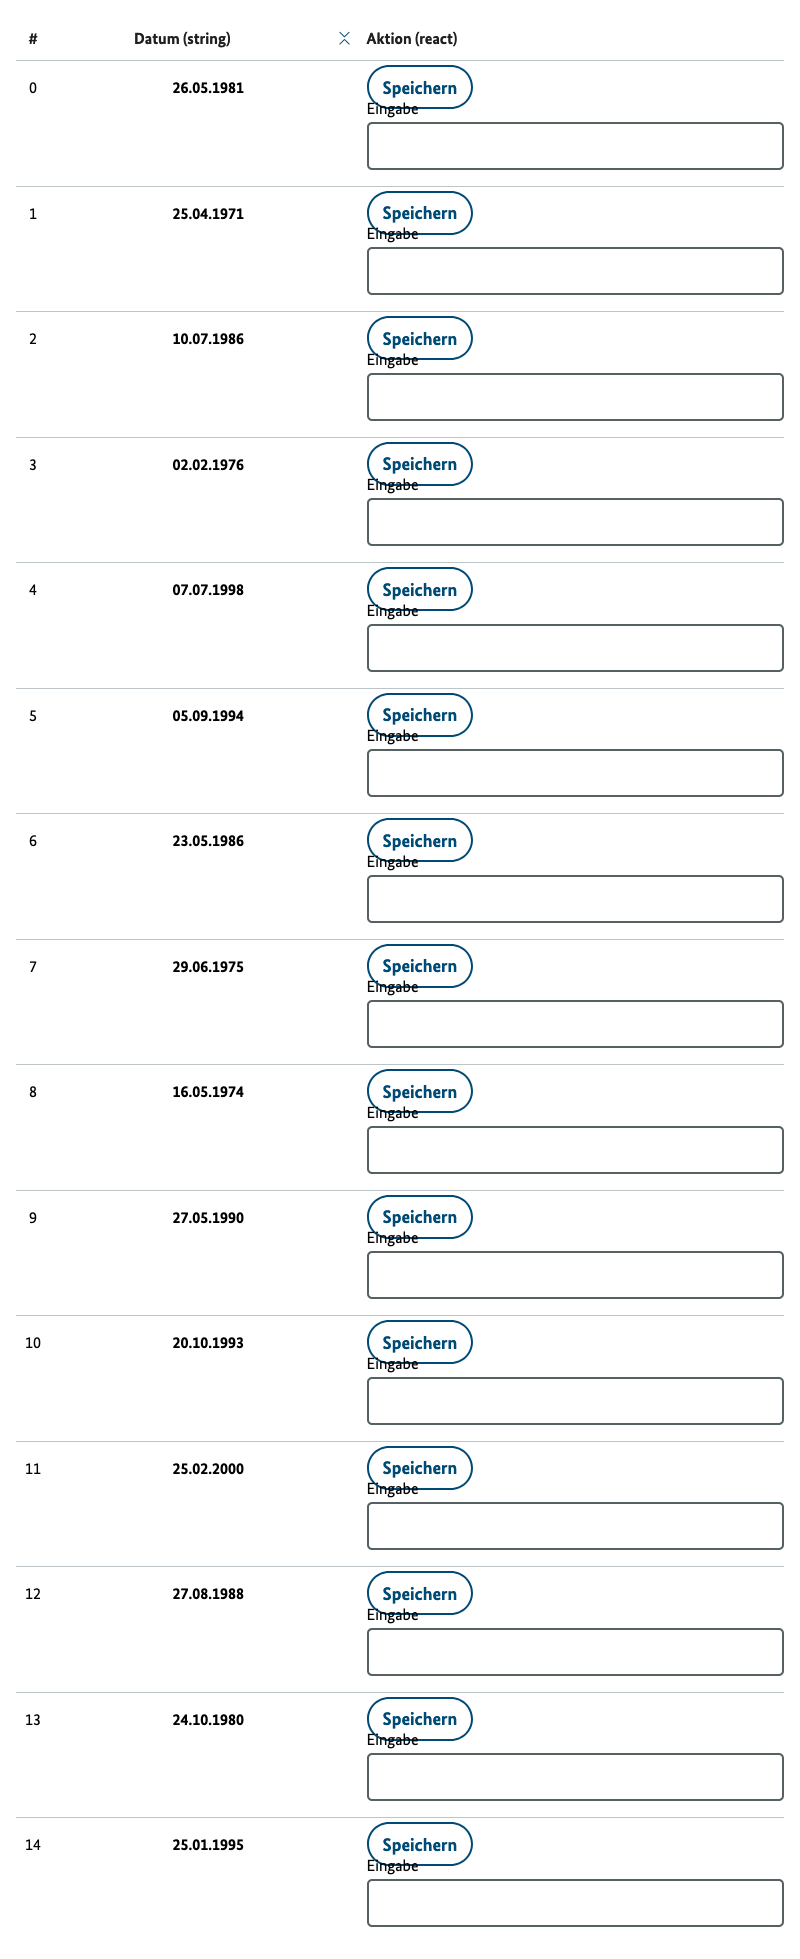 # Datum (string) Aktion (react)
0 26.05.1981 Speichern
Eingabe
1 25.04.1971 Speichern
Eingabe
2 10.07.1986 Speichern
Eingabe
3 02.02.1976 Speichern
Eingabe
4 07.07.1998 Speichern
Eingabe
5 05.09.1994 Speichern
Eingabe
6 23.05.1986 Speichern
Eingabe
7 29.06.1975 Speichern
Eingabe
8 16.05.1974 Speichern
Eingabe
9 27.05.1990 Speichern
Eingabe
10 20.10.1993 Speichern
Eingabe
11 25.02.2000 Speichern
Eingabe
12 27.08.1988 Speichern
Eingabe
13 24.10.1980 Speichern
Eingabe
14 25.01.1995 Speichern
Eingabe